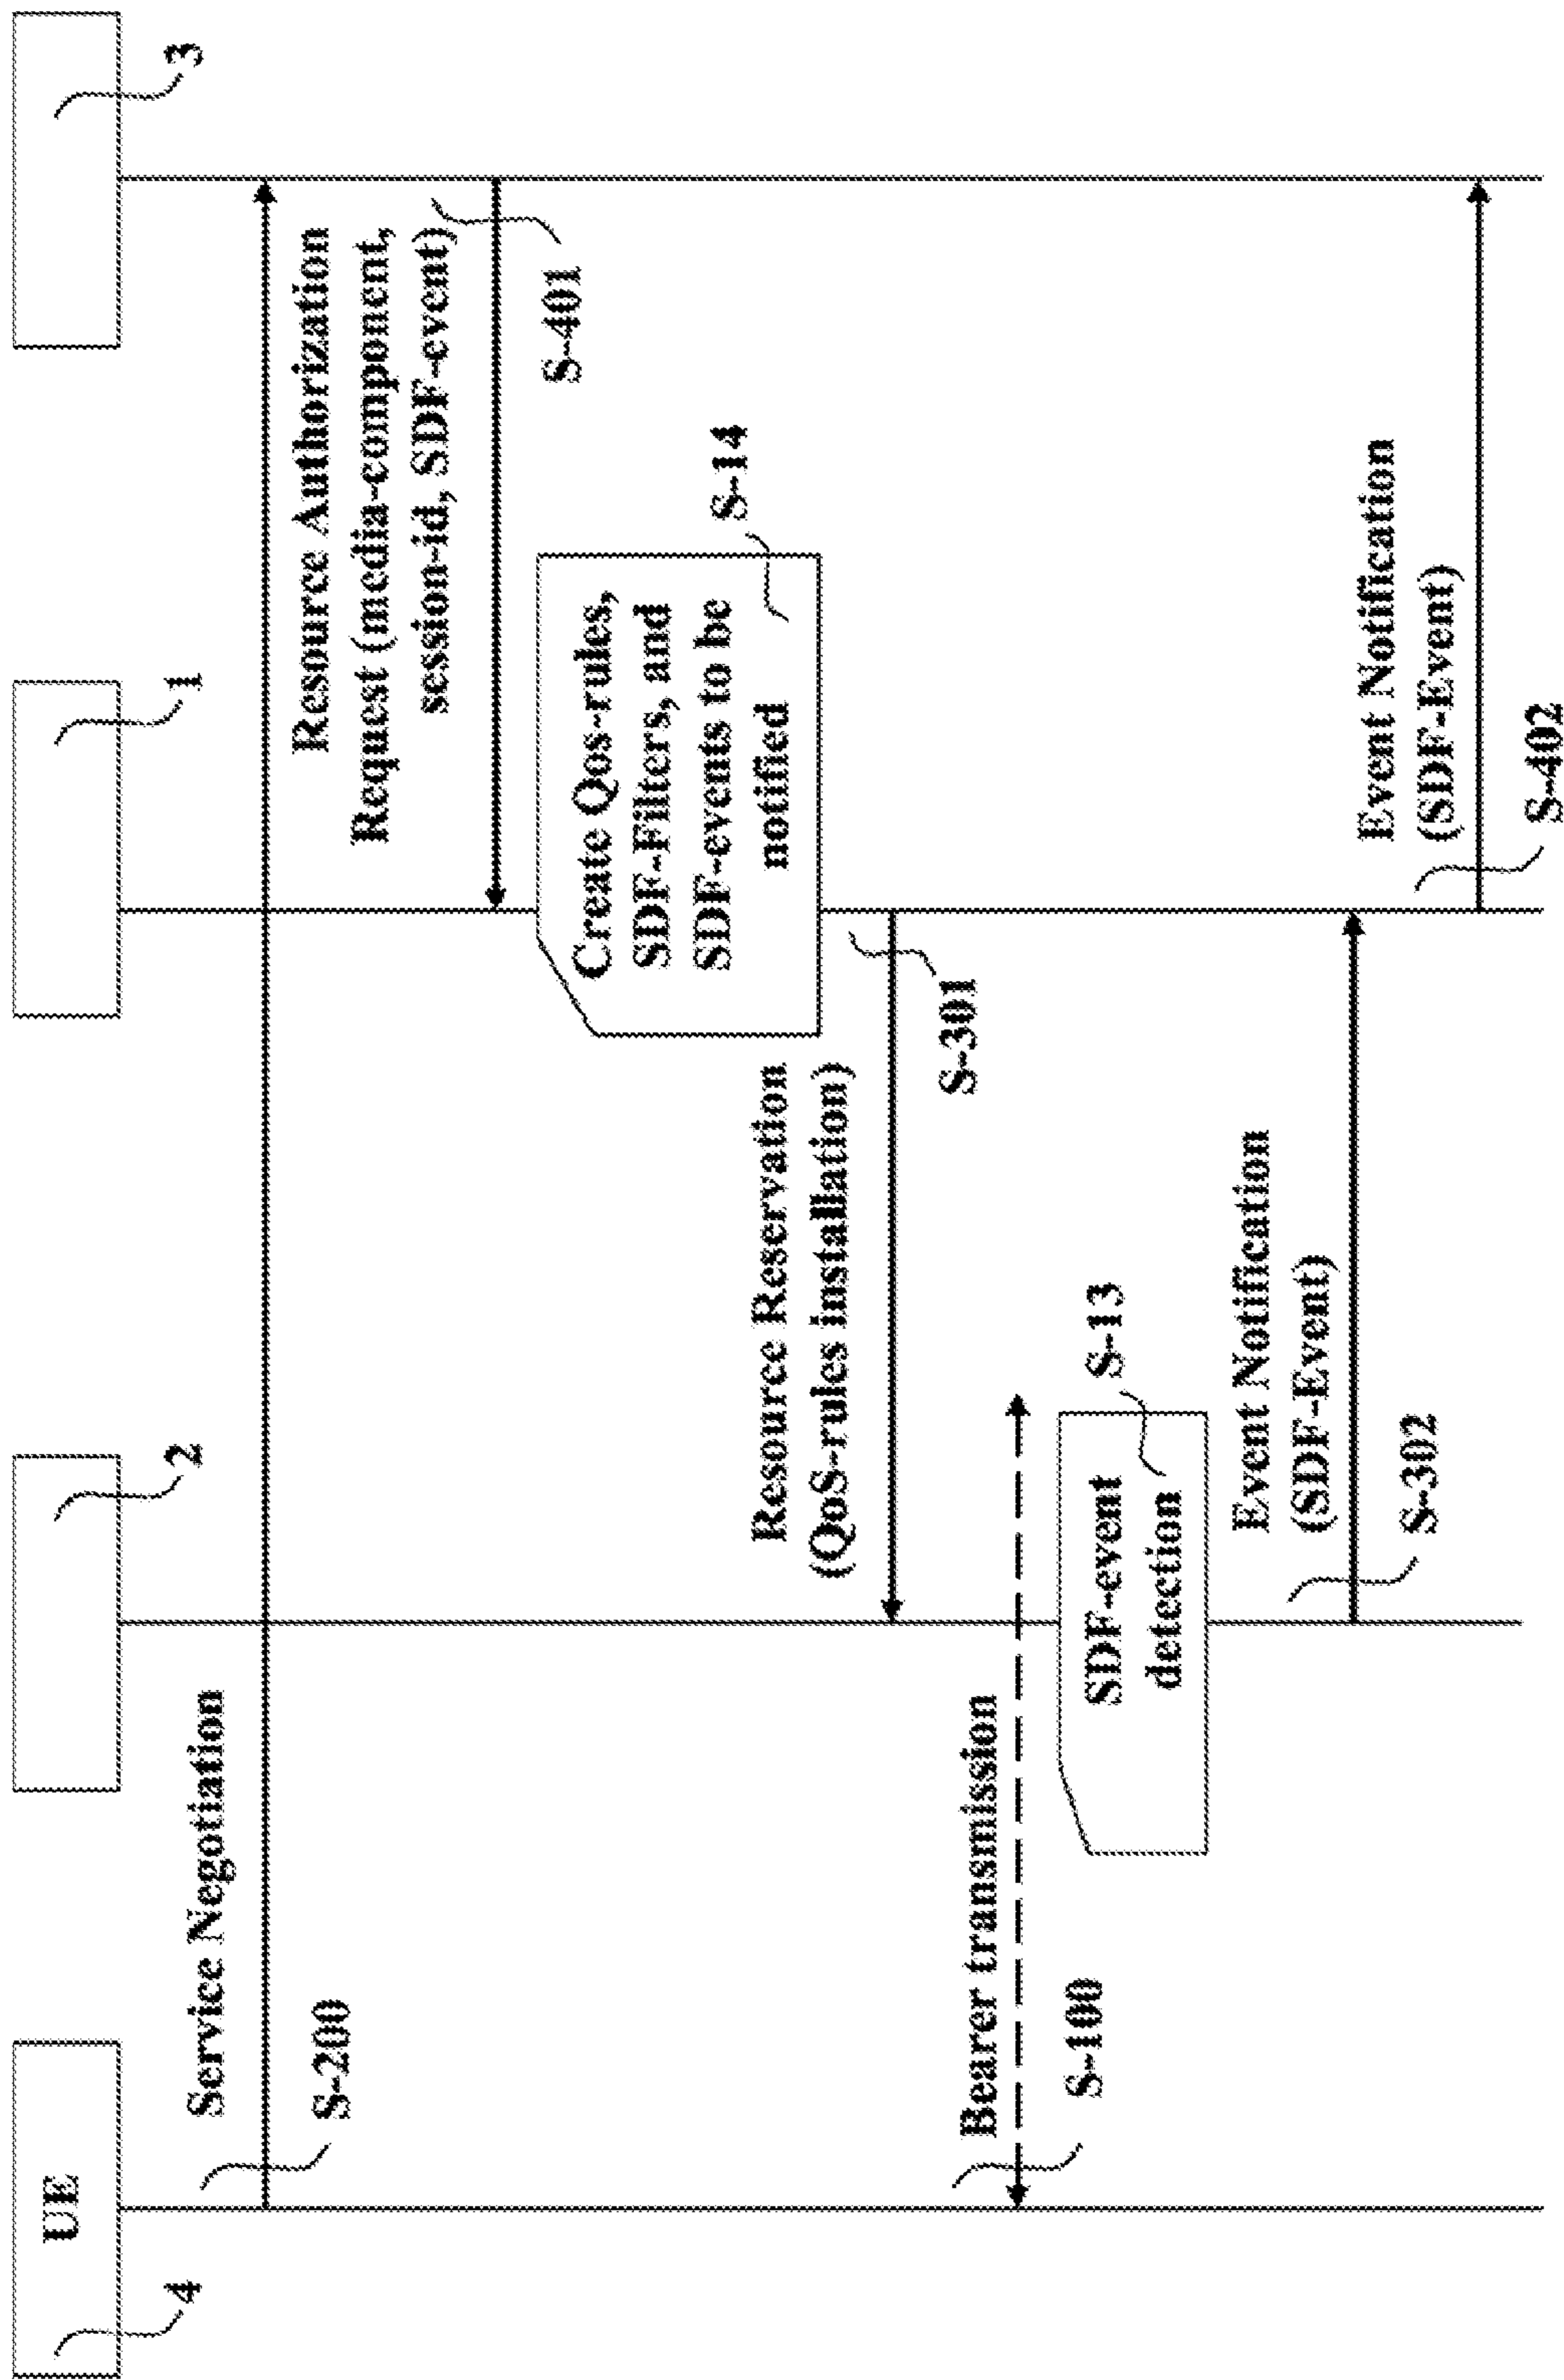 UE
4
2
1
3
Service Negotiation
S-200
Resource Authorization
Request (media-component,
session-id, SDF-event)
S-401
Create Qos-rules,
SDF-Filters, and
SDF-events to be
notified
S-14
Resource Reservation
(QoS-rules installation)
S-301
Bearer transmission
S-100
SDF-event
detection
S-13
Event Notification
(SDF-Event)
S-302
Event Notification
(SDF-Event)
S-402